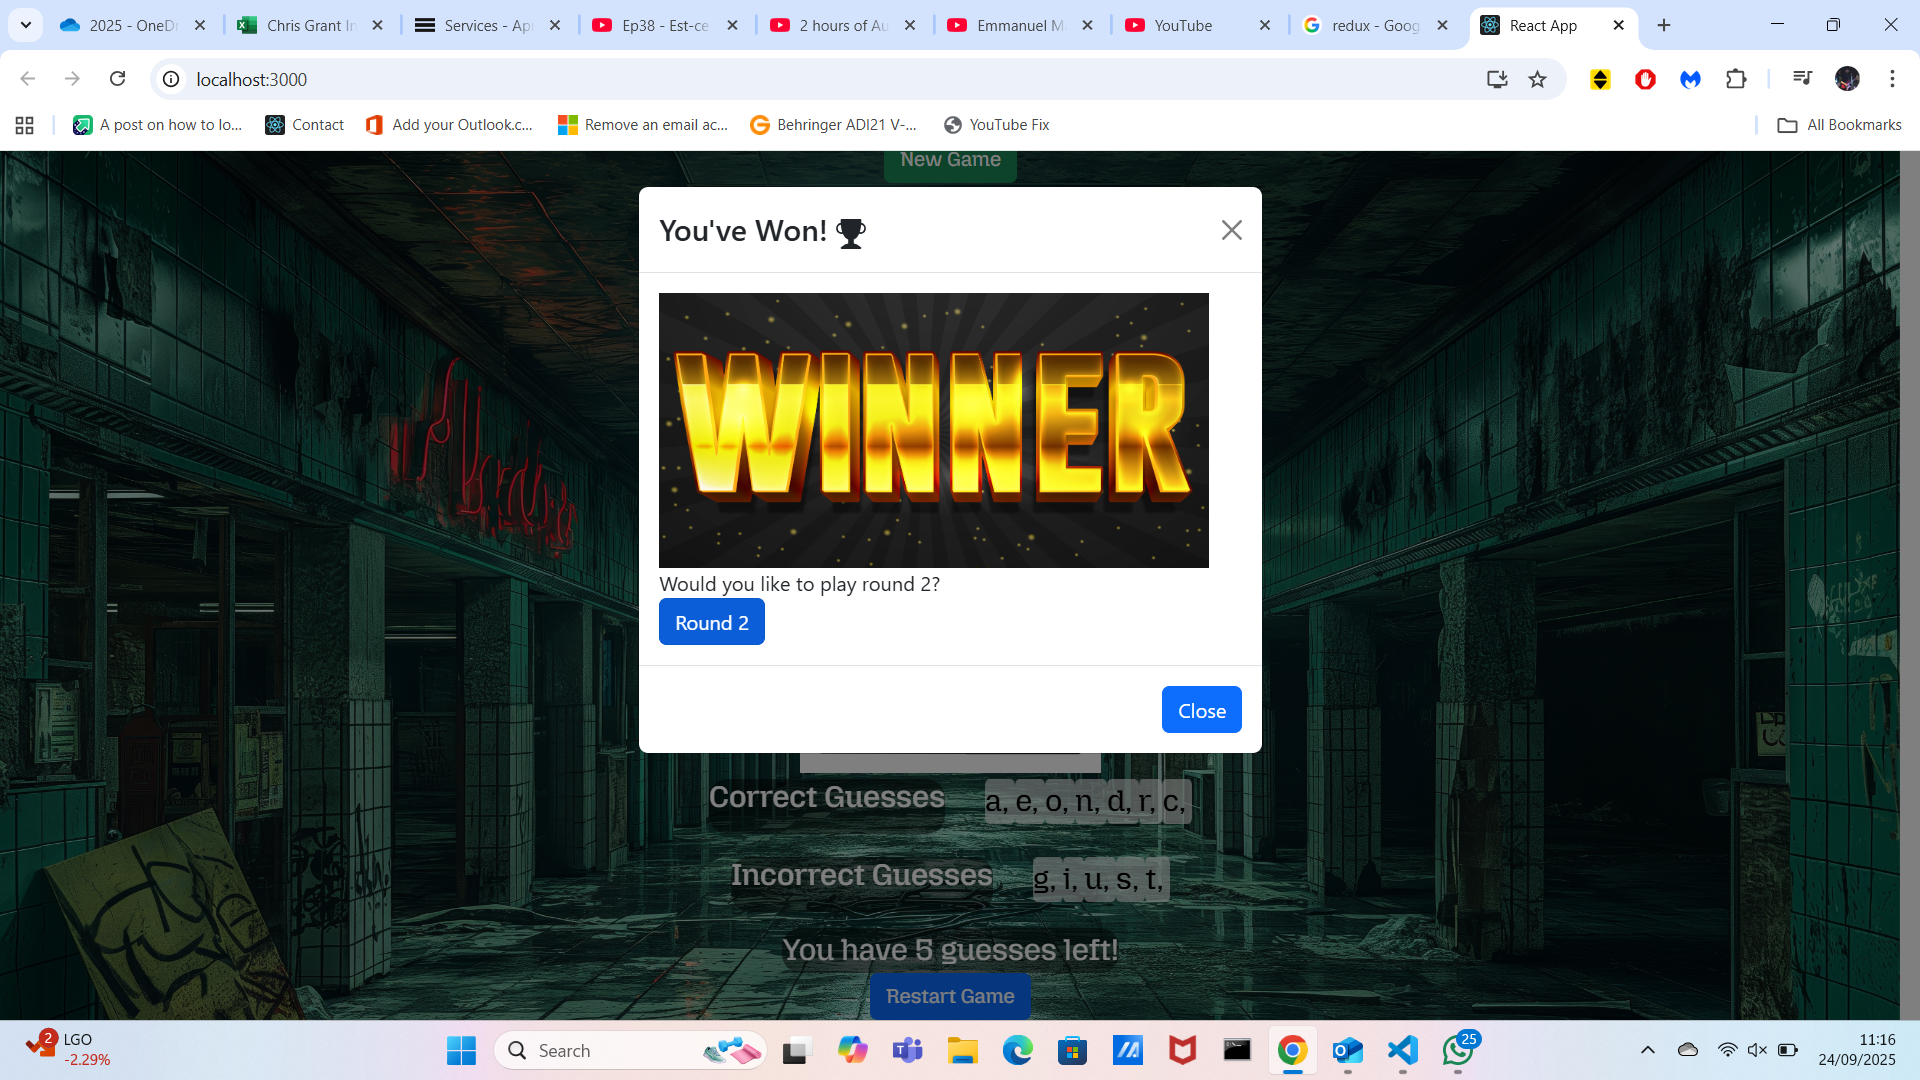 2025 - OneDr
Chris Grant In
Services - Apr
Ep38 - Est-ce
2 hours of Au
Emmanuel Ma
YouTube
redux - Goog
React App
localhost:3000
A post on how to lo...
Contact
Add your Outlook.c...
Remove an email ac...
Behringer ADI21 V-...
YouTube Fix
All Bookmarks
New Game
You've Won!
WINNER
Would you like to play round 2?
Round 2
Close
Correct Guesses
a, e, o, n, d, r, c,
Incorrect Guesses
g, i, u, s, t,
You have 5 guesses left!
Restart Game
2
LGO
-2.29%
Search
25
11:16
24/09/2025